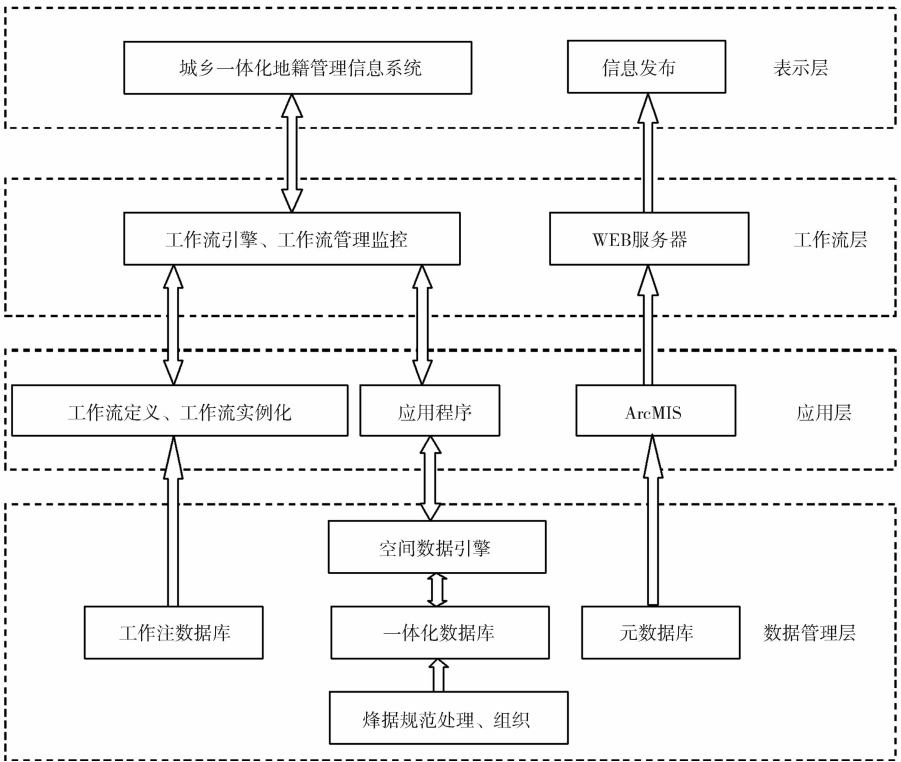 城乡一体化地籍管理信息系统
信息发布
表示层
工作流引擎、工作流管理监控
WEB服务器
工作流层
工作流定义、工作流实例化
应用程序
ArcMIS
应用层
空间数据引擎
工作注数据库
一体化数据库
元数据库
数据管理层
烽据规范处理、组织